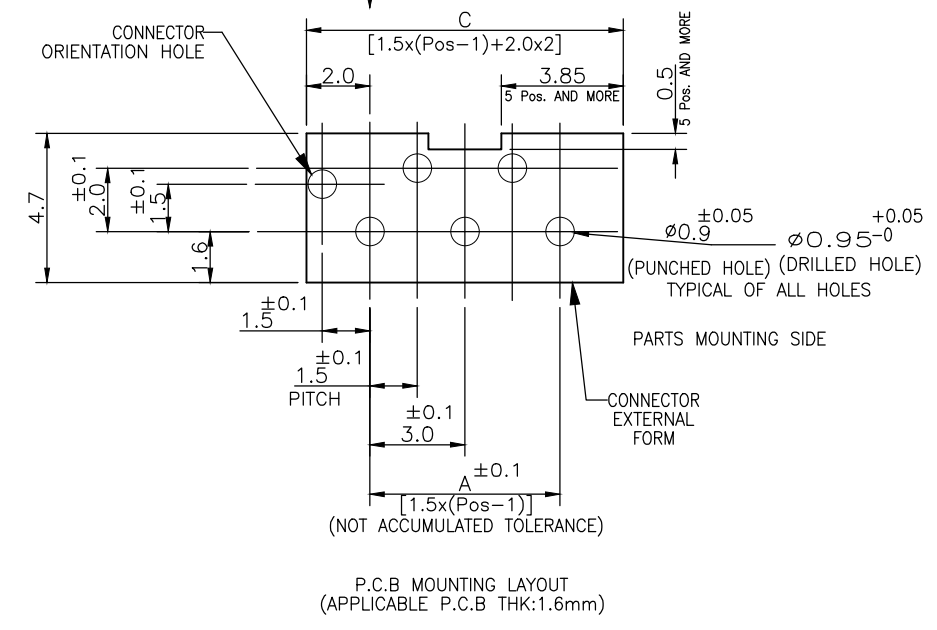 C
[1.5x(Pos-1)+2.0x2]
CONNECTOR
ORIENTATION HOLE
2.0
3.85
5 Pos. AND MORE
0.5
5 Pos. AND MORE
4.7
±0.1
2.0
±0.1
1.5
1.6
±0.05
ø0.9
+0.05
ø0.95-0
(PUNCHED HOLE) (DRILLED HOLE)
TYPICAL OF ALL HOLES
±0.1
1.5
PARTS MOUNTING SIDE
±0.1
1.5
PITCH
CONNECTOR
EXTERNAL
FORM
±0.1
3.0
±0.1
A
[1.5x(Pos-1)]
(NOT ACCUMULATED TOLERANCE)
P.C.B MOUNTING LAYOUT
(APPLICABLE P.C.B THK:1.6mm)